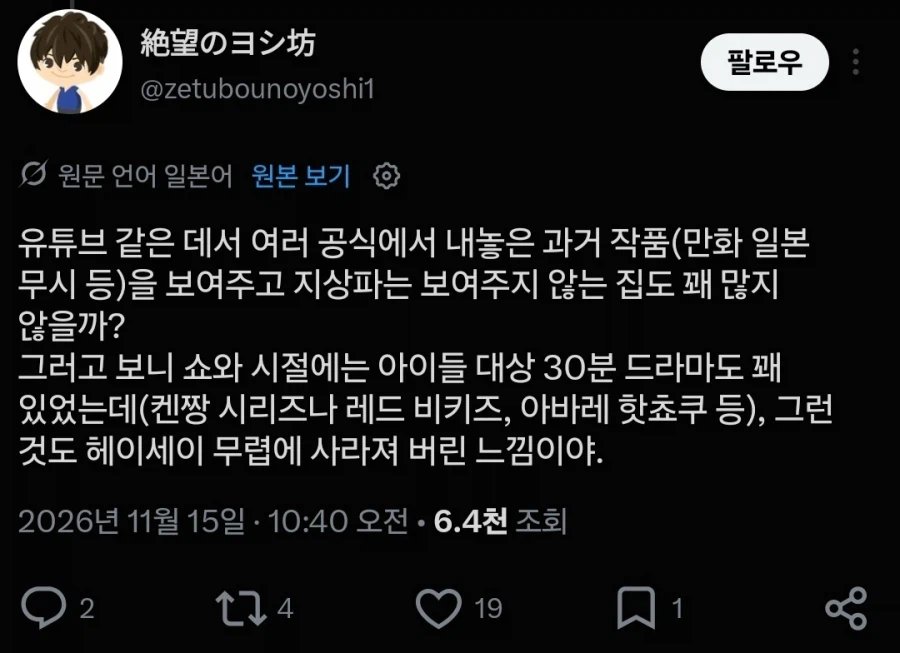 絶望のヨシ坊
@zetubounoyoshi1
팔로우
원문 언어 일본어 원본 보기
유튜브 같은 데서 여러 공식에서 내놓은 과거 작품(만화 일본
무시 등)을 보여주고 지상파는 보여주지 않는 집도 꽤 많지
않을까?
그러고 보니 쇼와 시절에는 아이들 대상 30분 드라마도 꽤
있었는데(켄짱 시리즈나 레드 비키즈, 아바레 핫쵸쿠 등), 그런
것도 헤이세이 무렵에 사라져 버린 느낌이야.
2026년 11월 15일 · 10:40 오전 • 6.4천 조회
2 4 19 1